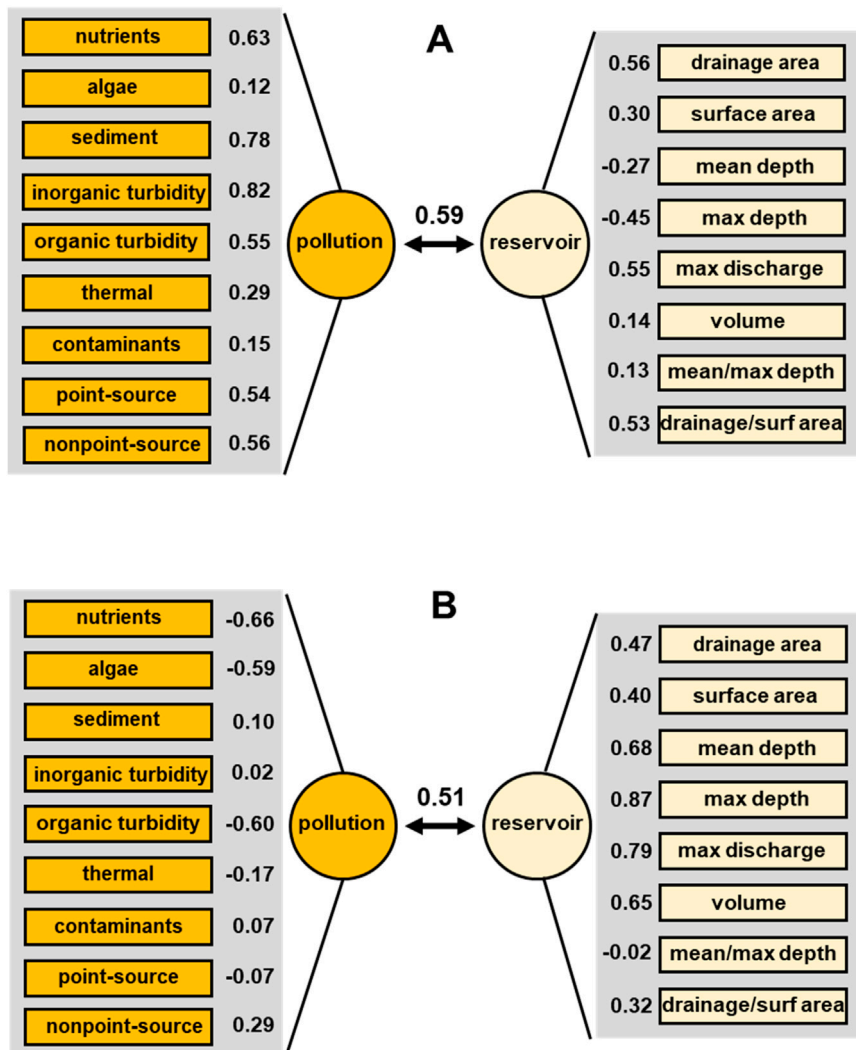 A
nutrients 0.63
algae 0.12
sediment 0.78
inorganic turbidity 0.82
organic turbidity 0.55
thermal 0.29
contaminants 0.15
point-source 0.54
nonpoint-source 0.56
pollution
0.59
reservoir
0.56 drainage area
0.30 surface area
-0.27 mean depth
-0.45 max depth
0.55 max discharge
0.14 volume
0.13 mean/max depth
0.53 drainage/surf area
B
nutrients -0.66
algae -0.59
sediment 0.10
inorganic turbidity 0.02
organic turbidity -0.60
thermal -0.17
contaminants 0.07
point-source -0.07
nonpoint-source 0.29
pollution
0.51
reservoir
0.47 drainage area
0.40 surface area
0.68 mean depth
0.87 max depth
0.79 max discharge
0.65 volume
-0.02 mean/max depth
0.32 drainage/surf area